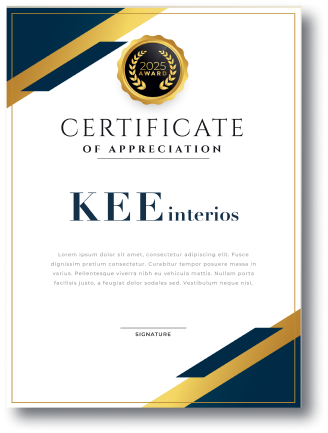 2025
AWARD
CERTIFICATE
OF APPRECIATION
KEE interios
Lorem ipsum dolor sit amet, consectetur adipiscing elit. Fusce
dignissim pretium consectetur. Curabitur tempor posuere massa in
varius. Pellentesque viverra nibh eu vehicula mattis. Nullam porta
facilisis justo, a feugiat dolor sodales sed. Vestibulum neque nisi.
SIGNATURE